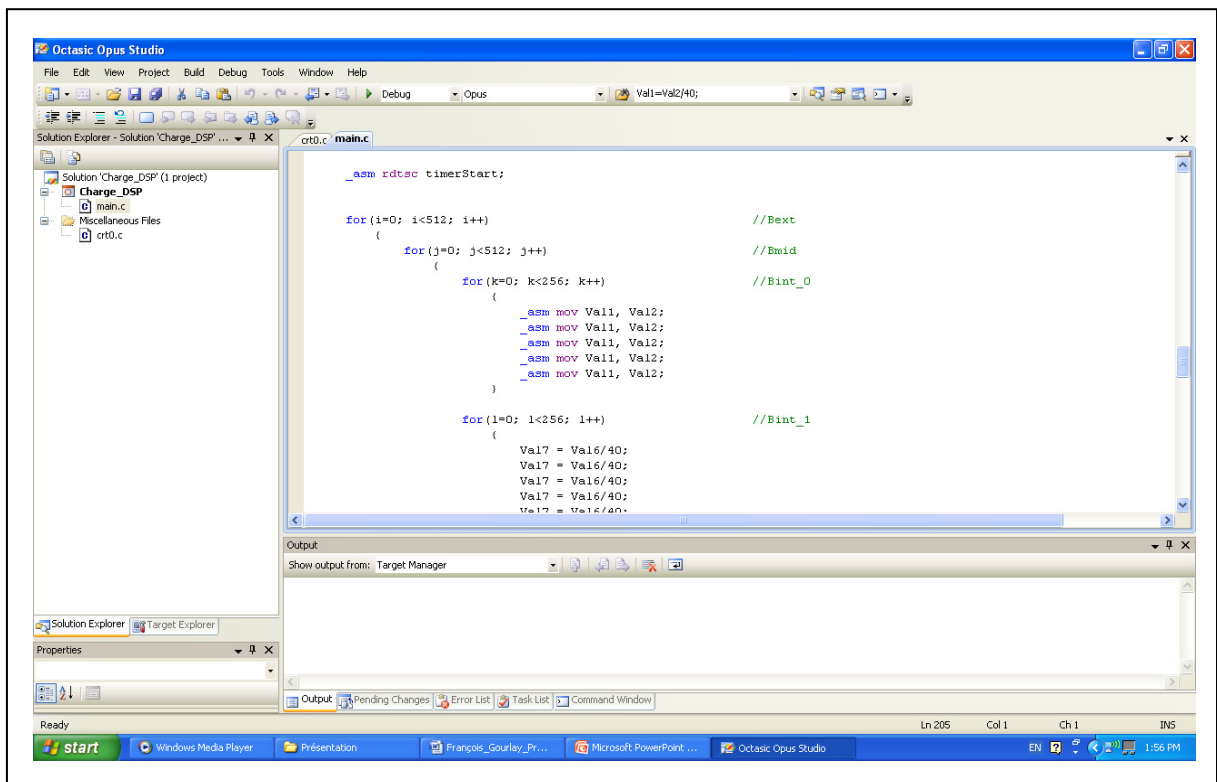 Octasic Opus Studio
File Edit View Project Build Debug Tools Window Help
Debug Opus Val1=Val2/40;
Solution Explorer - Solution 'Charge_DSP' ...
crt0.c main.c
Solution 'Charge_DSP' (1 project)
Charge_DSP
main.c
Miscellaneous Files
crt0.c
_asm rdtsc timerStart;
for(i=0; i<512; i++) //Bext
{
for(j=0; j<512; j++) //Bmid
{
for(k=0; k<256; k++) //Bint_0
{
_asm mov Val1, Val2;
_asm mov Val1, Val2;
_asm mov Val1, Val2;
_asm mov Val1, Val2;
_asm mov Val1, Val2;
}
for(l=0; l<256; l++) //Bint_1
{
Val7 = Val6/40;
Val7 = Val6/40;
Val7 = Val6/40;
Val7 = Val6/40;
Val7 = Val6/40;
Output
Show output from: Target Manager
Solution Explorer Target Explorer
Properties
Output Pending Changes Error List Task List Command Window
Ready Ln 205 Col 1 Ch 1 INS
start Windows Media Player Présentation François_Gourlay_Pr... Microsoft PowerPoint ... Octasic Opus Studio EN 1:56 PM